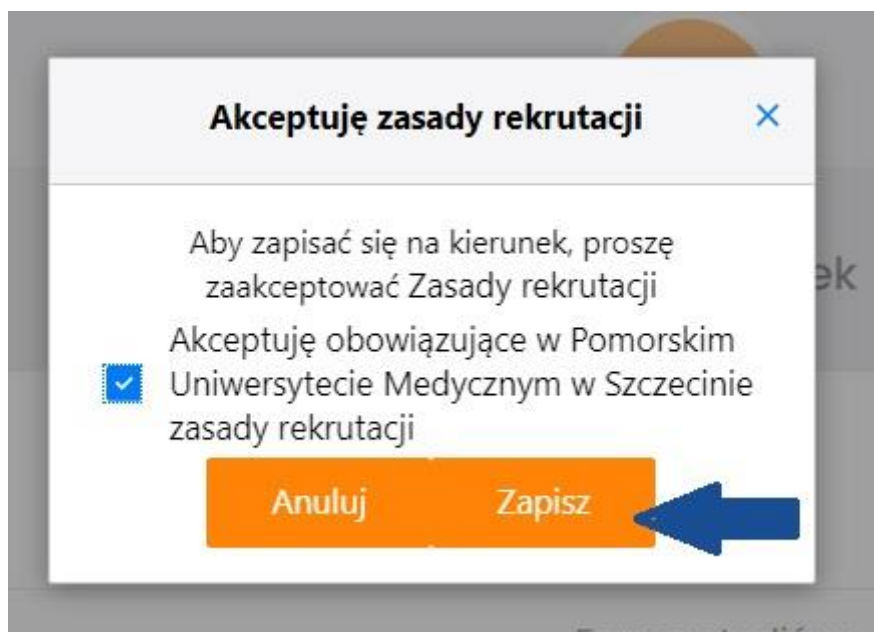 Akceptuję zasady rekrutacji
Aby zapisać się na kierunek, proszę
zaakceptować Zasady rekrutacji
ek
Akceptuję obowiązujące w Pomorskim
Uniwersytecie Medycznym w Szczecinie
zasady rekrutacji
Anuluj Zapisz